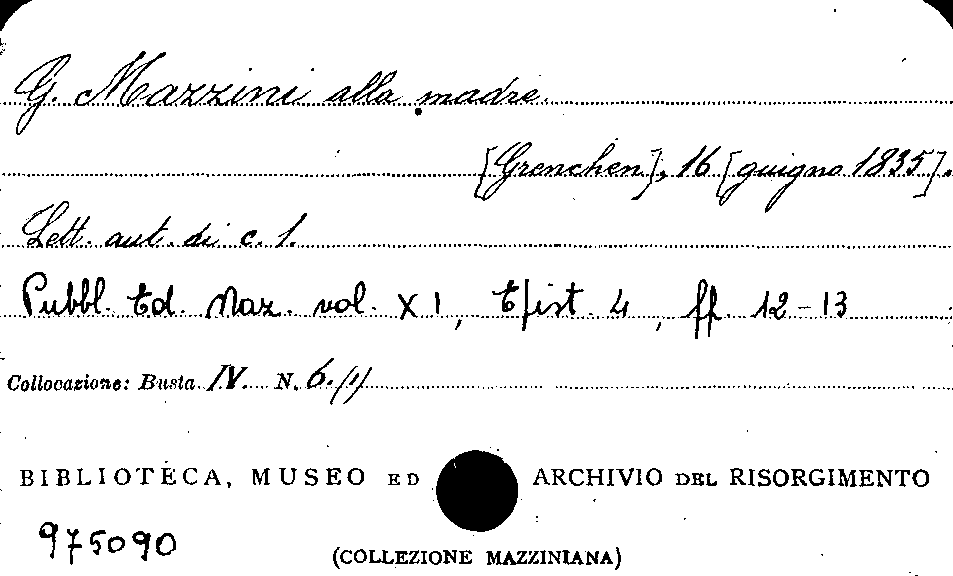 G. Mazzini alla madre.
[Grenchen], 16 [giugno 1835].
Lett. aut. di c. 1.
Pubbl. Ed. Naz. vol. XI, Epist. 4, pp. 12-13
Collocazione: Busta IV. N. 6.(1)
BIBLIOTECA, MUSEO ED ARCHIVIO DEL RISORGIMENTO
975090
(COLLEZIONE MAZZINIANA)